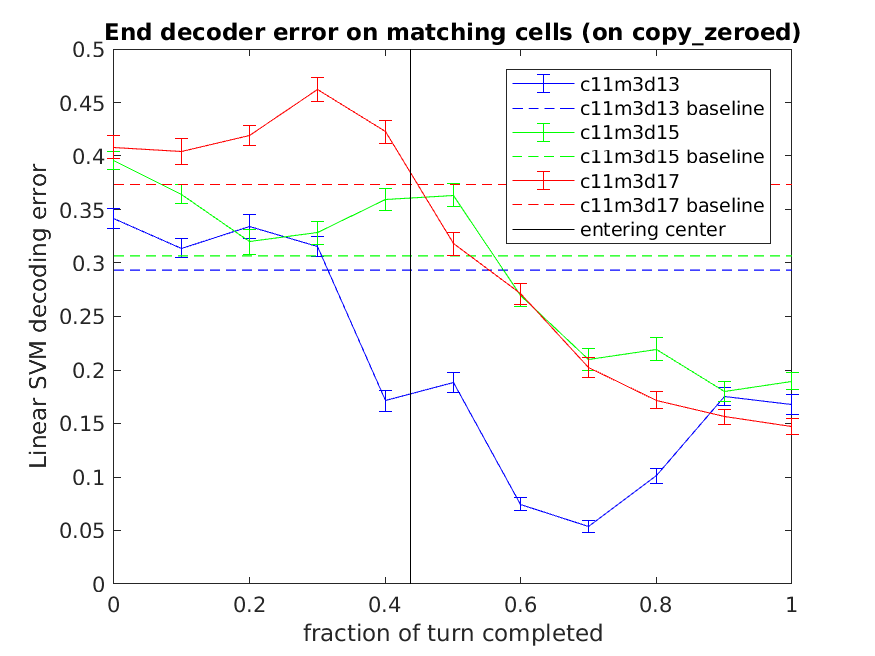 End decoder error on matching cells (on copy_zeroed)
0.5
0.45
0.4
0.35
0.3
0.25
0.2
0.15
0.1
0.05
0
Linear SVM decoding error
c11m3d13
c11m3d13 baseline
c11m3d15
c11m3d15 baseline
c11m3d17
c11m3d17 baseline
entering center
0 0.2 0.4 0.6 0.8 1
fraction of turn completed